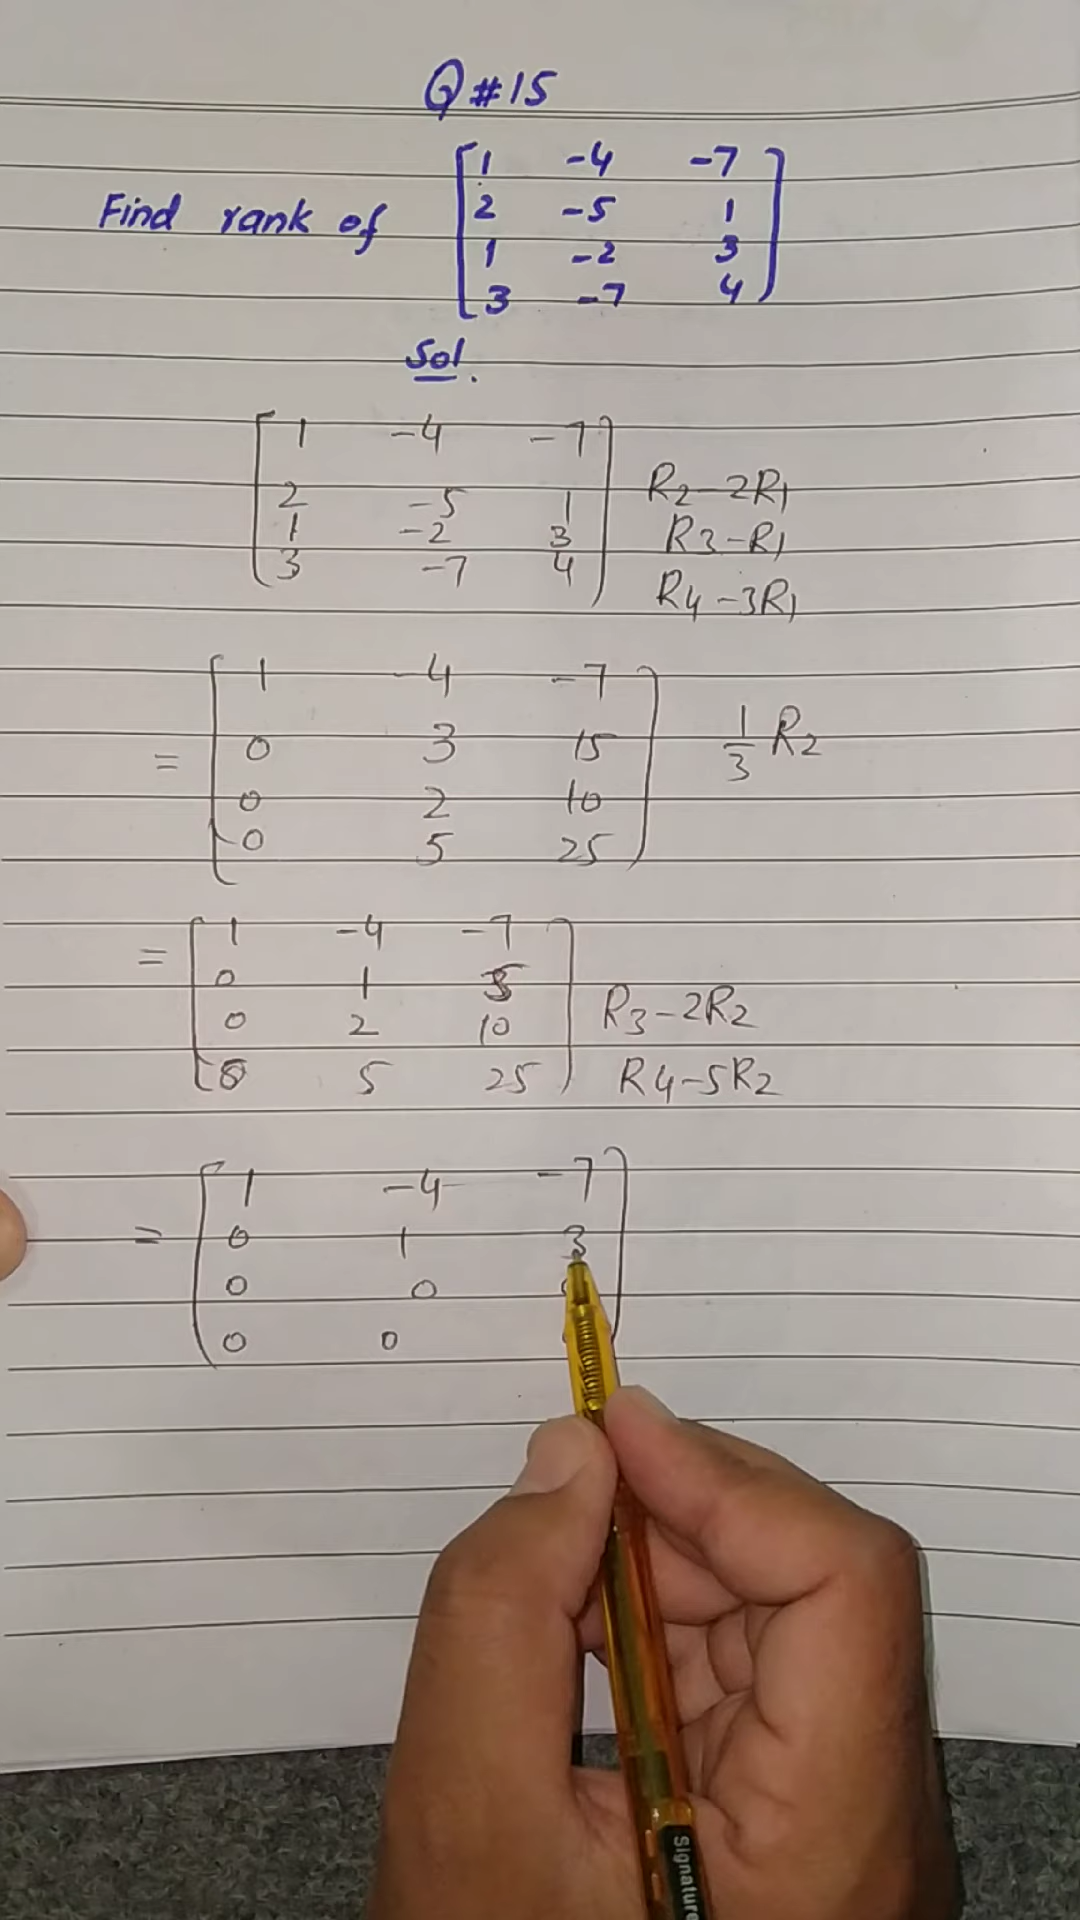 Q#15
Find rank of
1 -4 -7
2 -5 1
1 -2 3
3 -7 4
Sol.
1 -4 -7
2 -5 1 R2-2R1
1 -2 3 R3-R1
3 -7 4 R4-3R1
1 -4 -7
= 0 3 15 1/3 R2
0 2 10
0 5 25
= 1 -4 -7
0 1 5
0 2 10 R3-2R2
0 5 25 R4-5R2
1 -4 -7
= 0 1 3
0 0
0 0
Signature